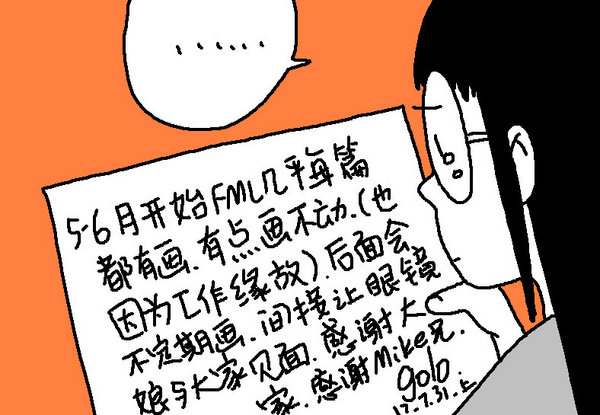 ......
5.6月开始FML几乎每篇
都有画.有点画不动.(也
因为工作缘故).后面会
不定期画.间接让眼镜
娘与大家见面.感谢大
家.感谢Mike兄.
golo
17.7.31.上